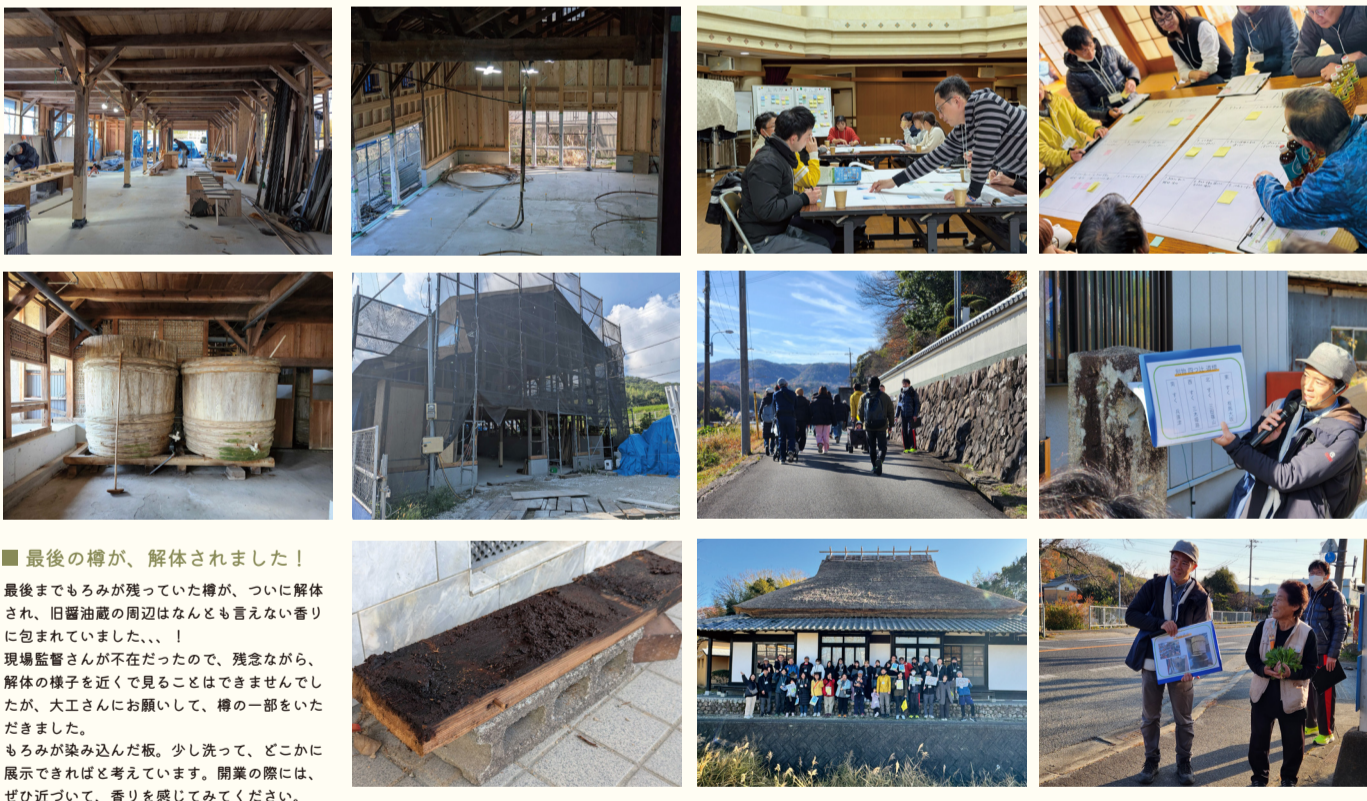 最後の樽が、解体されました！
最後までもろみが残っていた樽が、ついに解体
され、旧醤油蔵の周辺はなんとも言えない香り
に包まれていました、、、！
現場監督さんが不在だったので、残念ながら、
解体の様子を近くで見ることはできませんでし
たが、大工さんにお願いして、樽の一部をいた
だきました。
もろみが染み込んだ板。少し洗って、どこかに
展示できればと考えています。開業の際には、
ぜひ近づいて、香りを感じてみてください。